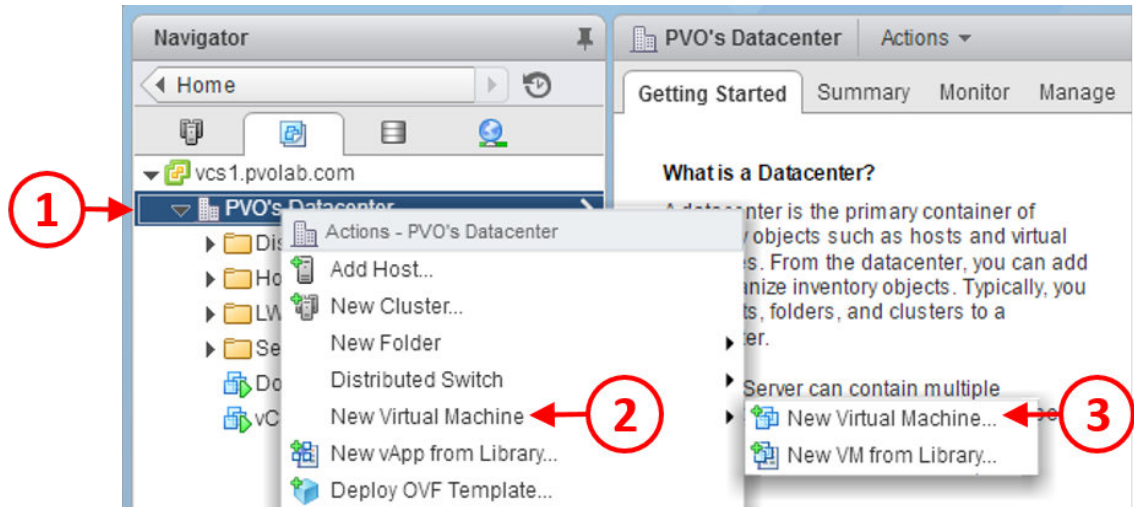 Navigator
PVO's Datacenter
Actions
Home
Getting Started
Summary
Monitor
Manage
vcs1.pvolab.com
What is a Datacenter?
1
PVO's Datacenter
is the primary container of
Actions - PVO's Datacenter
objects such as hosts and virtual
Add Host...
From the datacenter, you can add
inventory objects. Typically, you
New Cluster...
folders, and clusters to a
New Folder
Distributed Switch
Server can contain multiple
New Virtual Machine
2
New Virtual Machine...
3
New vApp from Library...
New VM from Library...
Deploy OVF Template...